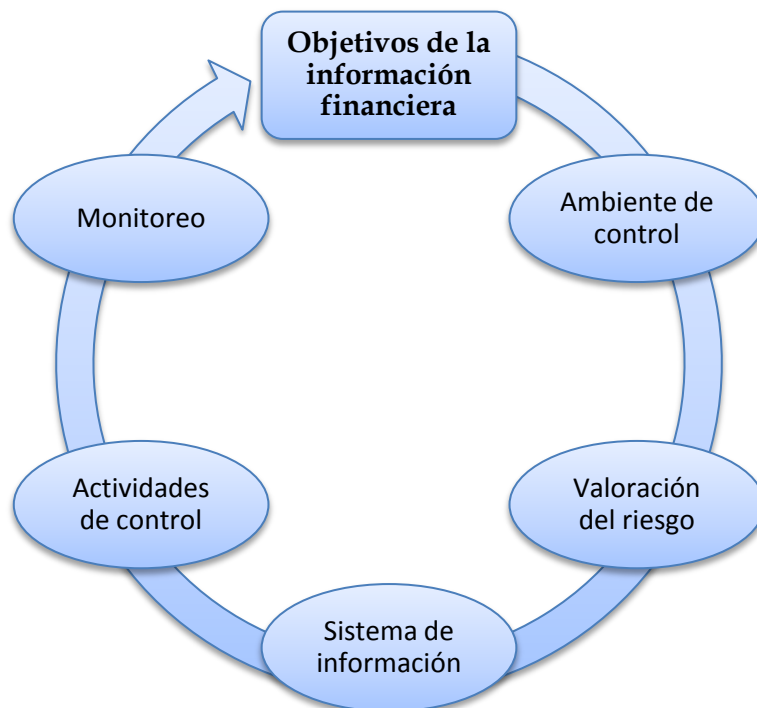 Objetivos de la
información
financiera
Ambiente de
control
Valoración
del riesgo
Sistema de
información
Actividades
de control
Monitoreo